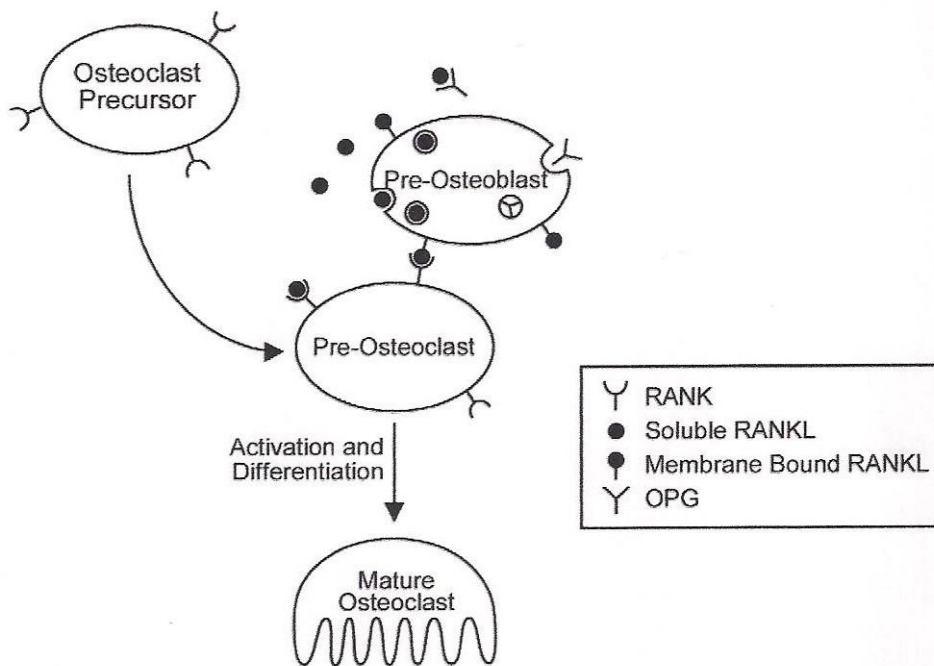 Osteoclast
Precursor
Pre-Osteoblast
Pre-Osteoclast
Activation and
Differentiation
Mature
Osteoclast
RANK
Soluble RANKL
Membrane Bound RANKL
OPG